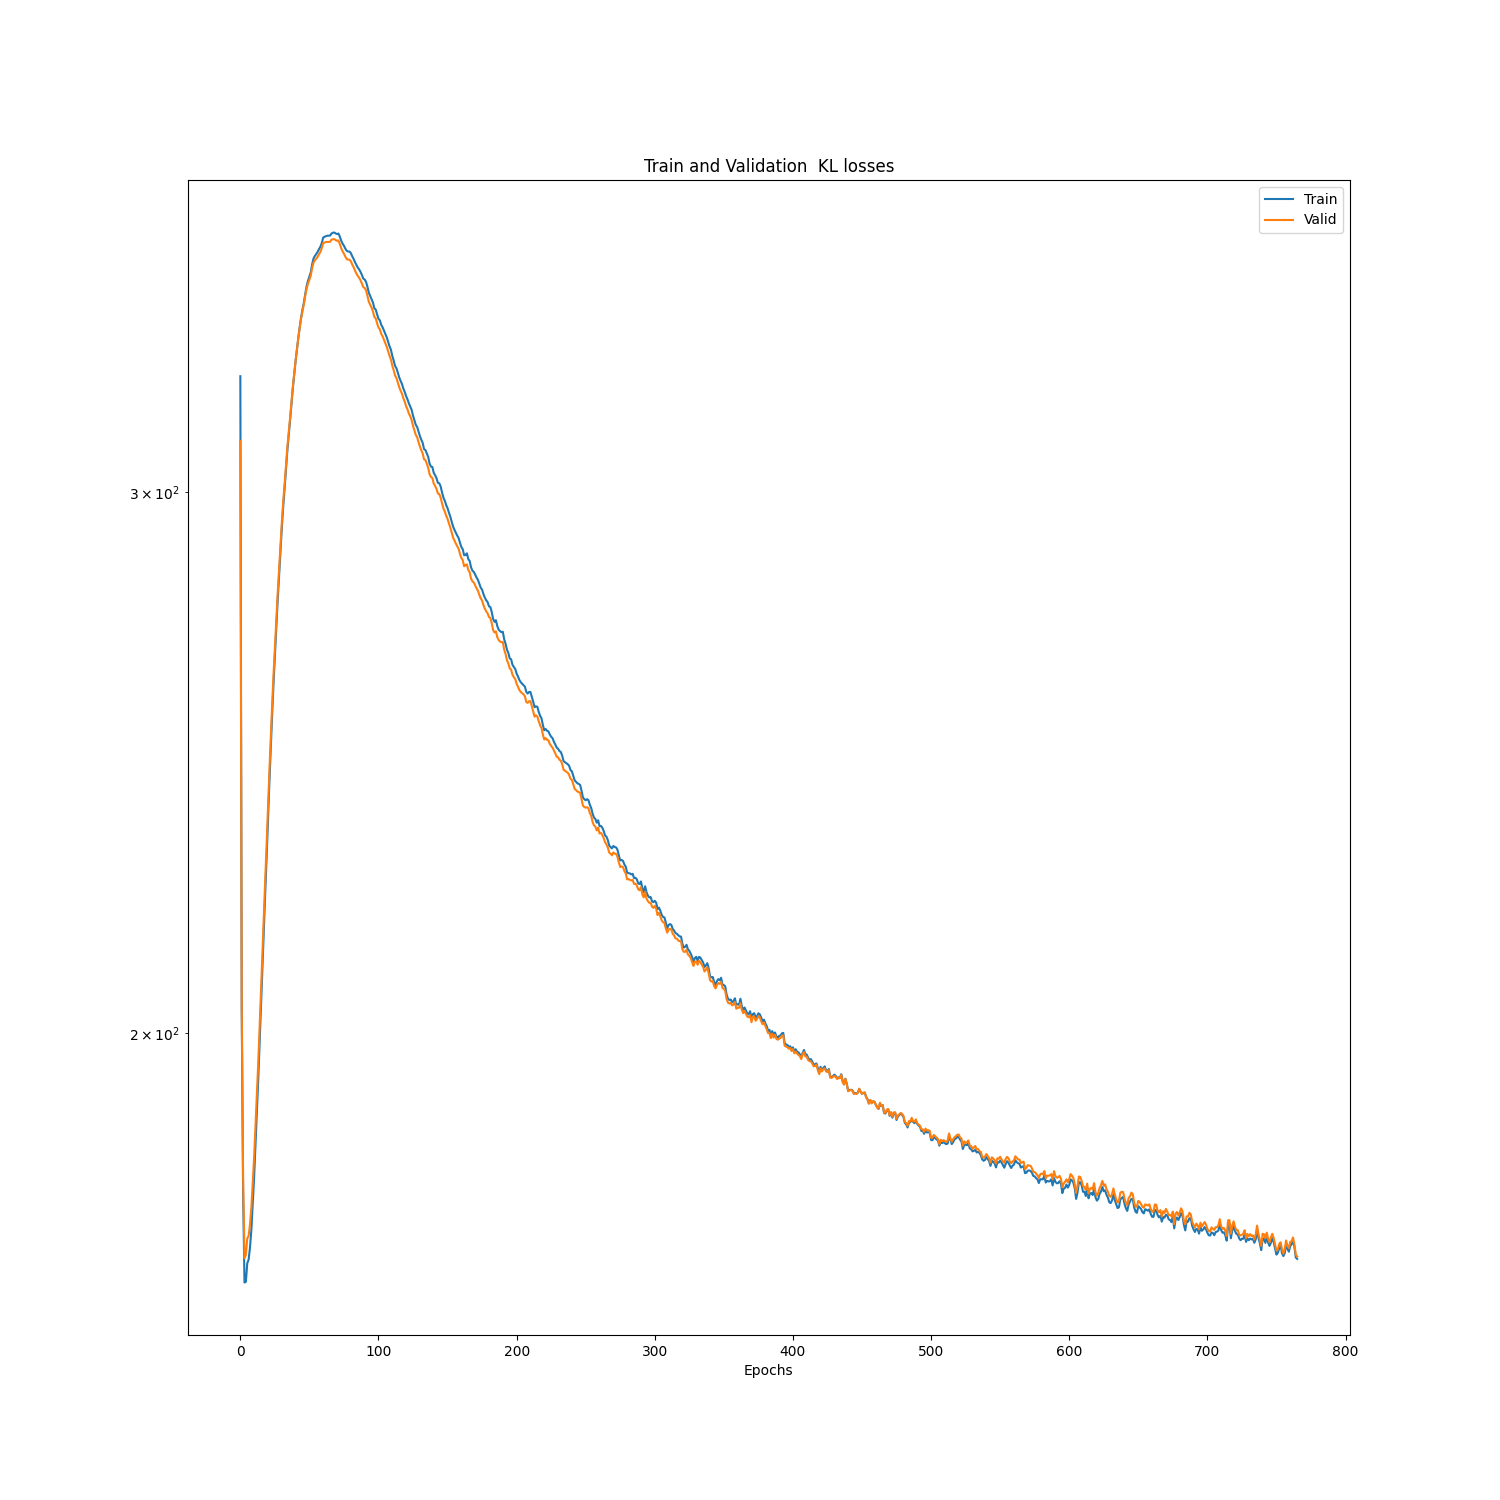 Train and Validation  KL losses
Train
Valid
3 × 10²
2 × 10²
0 100 200 300 400 500 600 700 800
Epochs